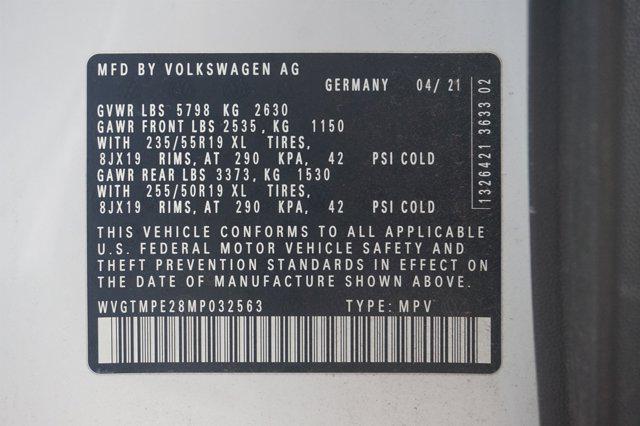 MFD BY VOLKSWAGEN AG
GERMANY 04/ 21
GVWR LBS 5798 KG 2630
GAWR FRONT LBS 2535, KG 1150
WITH 235/55R19 XL TIRES,
8JX19 RIMS, AT 290 KPA, 42 PSI COLD
GAWR REAR LBS 3373, KG 1530
WITH 255/50R19 XL TIRES,
8JX19 RIMS, AT 290 KPA, 42 PSI COLD
THIS VEHICLE CONFORMS TO ALL APPLICABLE
U.S. FEDERAL MOTOR VEHICLE SAFETY AND
THEFT PREVENTION STANDARDS IN EFFECT ON
THE DATE OF MANUFACTURE SHOWN ABOVE.
WVGTMPE28MP032563 TYPE: MPV
1326421 3633 02